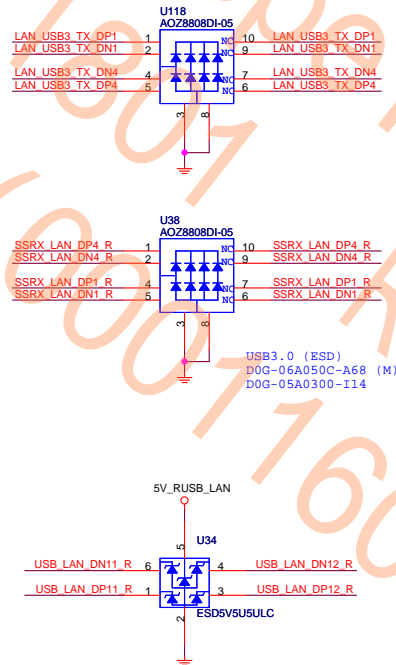 U118
AOZ8808DI-05
LAN_USB3_TX_DP1 1 NC 10 LAN_USB3_TX_DP1
LAN_USB3_TX_DN1 2 NC 9 LAN_USB3_TX_DN1
LAN_USB3_TX_DN4 4 NC 7 LAN_USB3_TX_DN4
LAN_USB3_TX_DP4 5 NC 6 LAN_USB3_TX_DP4
3 8
U38
AOZ8808DI-05
SSRX_LAN_DP4_R 1 NC 10 SSRX_LAN_DP4_R
SSRX_LAN_DN4_R 2 NC 9 SSRX_LAN_DN4_R
SSRX_LAN_DP1_R 4 NC 7 SSRX_LAN_DP1_R
SSRX_LAN_DN1_R 5 NC 6 SSRX_LAN_DN1_R
3 8
USB3.0 (ESD)
D0G-06A050C-A68 (M)
D0G-05A0300-I14
5V_RUSB_LAN
5 U34
USB_LAN_DN11_R 6 4 USB_LAN_DN12_R
USB_LAN_DP11_R 1 3 USB_LAN_DP12_R
2 ESD5V5U5ULC